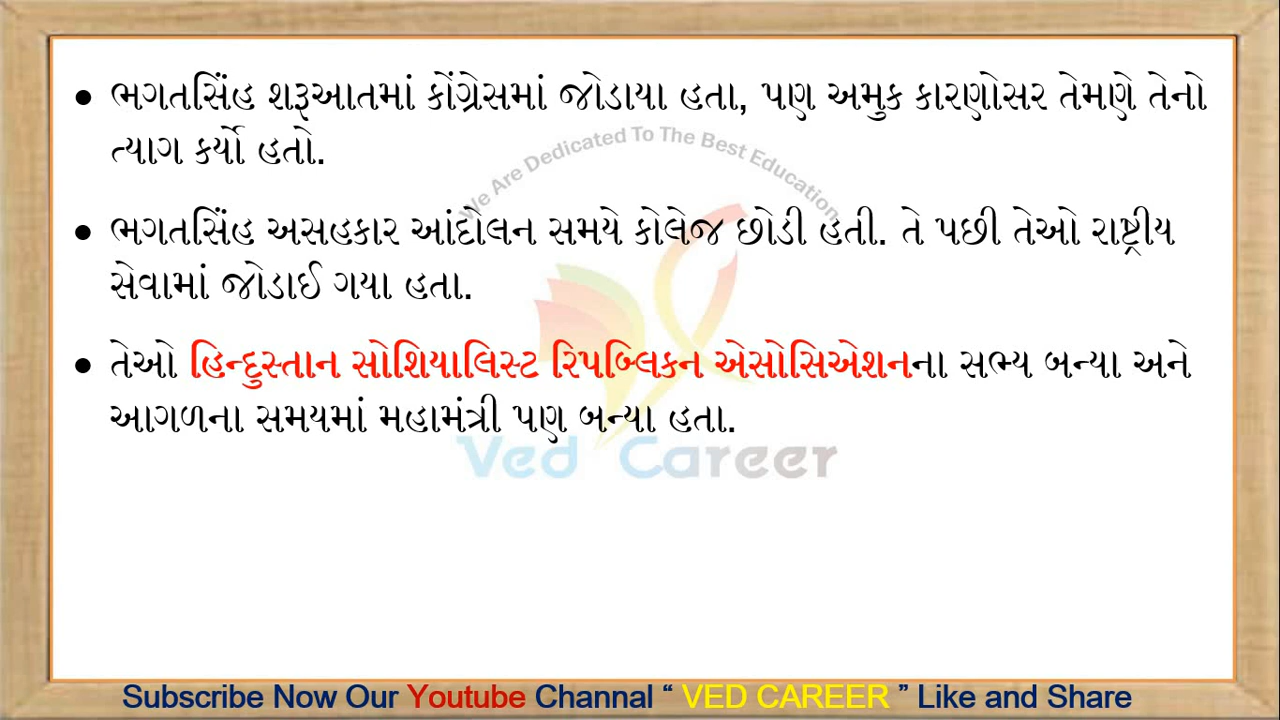 • ભગતસિંહ શરૂઆતમાં કોંગ્રેસમાં જોડાયા હતા, પણ અમુક કારણોસર તેમણે તેનો
ત્યાગ કર્યો હતો.
We Are Dedicated To The Best Education
• ભગતસિંહ અસહકાર આંદોલન સમયે કોલેજ છોડી હતી. તે પછી તેઓ રાષ્ટ્રીય
સેવામાં જોડાઈ ગયા હતા.
• તેઓ હિન્દુસ્તાન સોશિયાલિસ્ટ રિપબ્લિકન એસોસિએશનના સભ્ય બન્યા અને
આગળના સમયમાં મહામંત્રી પણ બન્યા હતા.
Ved Career
Subscribe Now Our Youtube Channal “ VED CAREER ” Like and Share